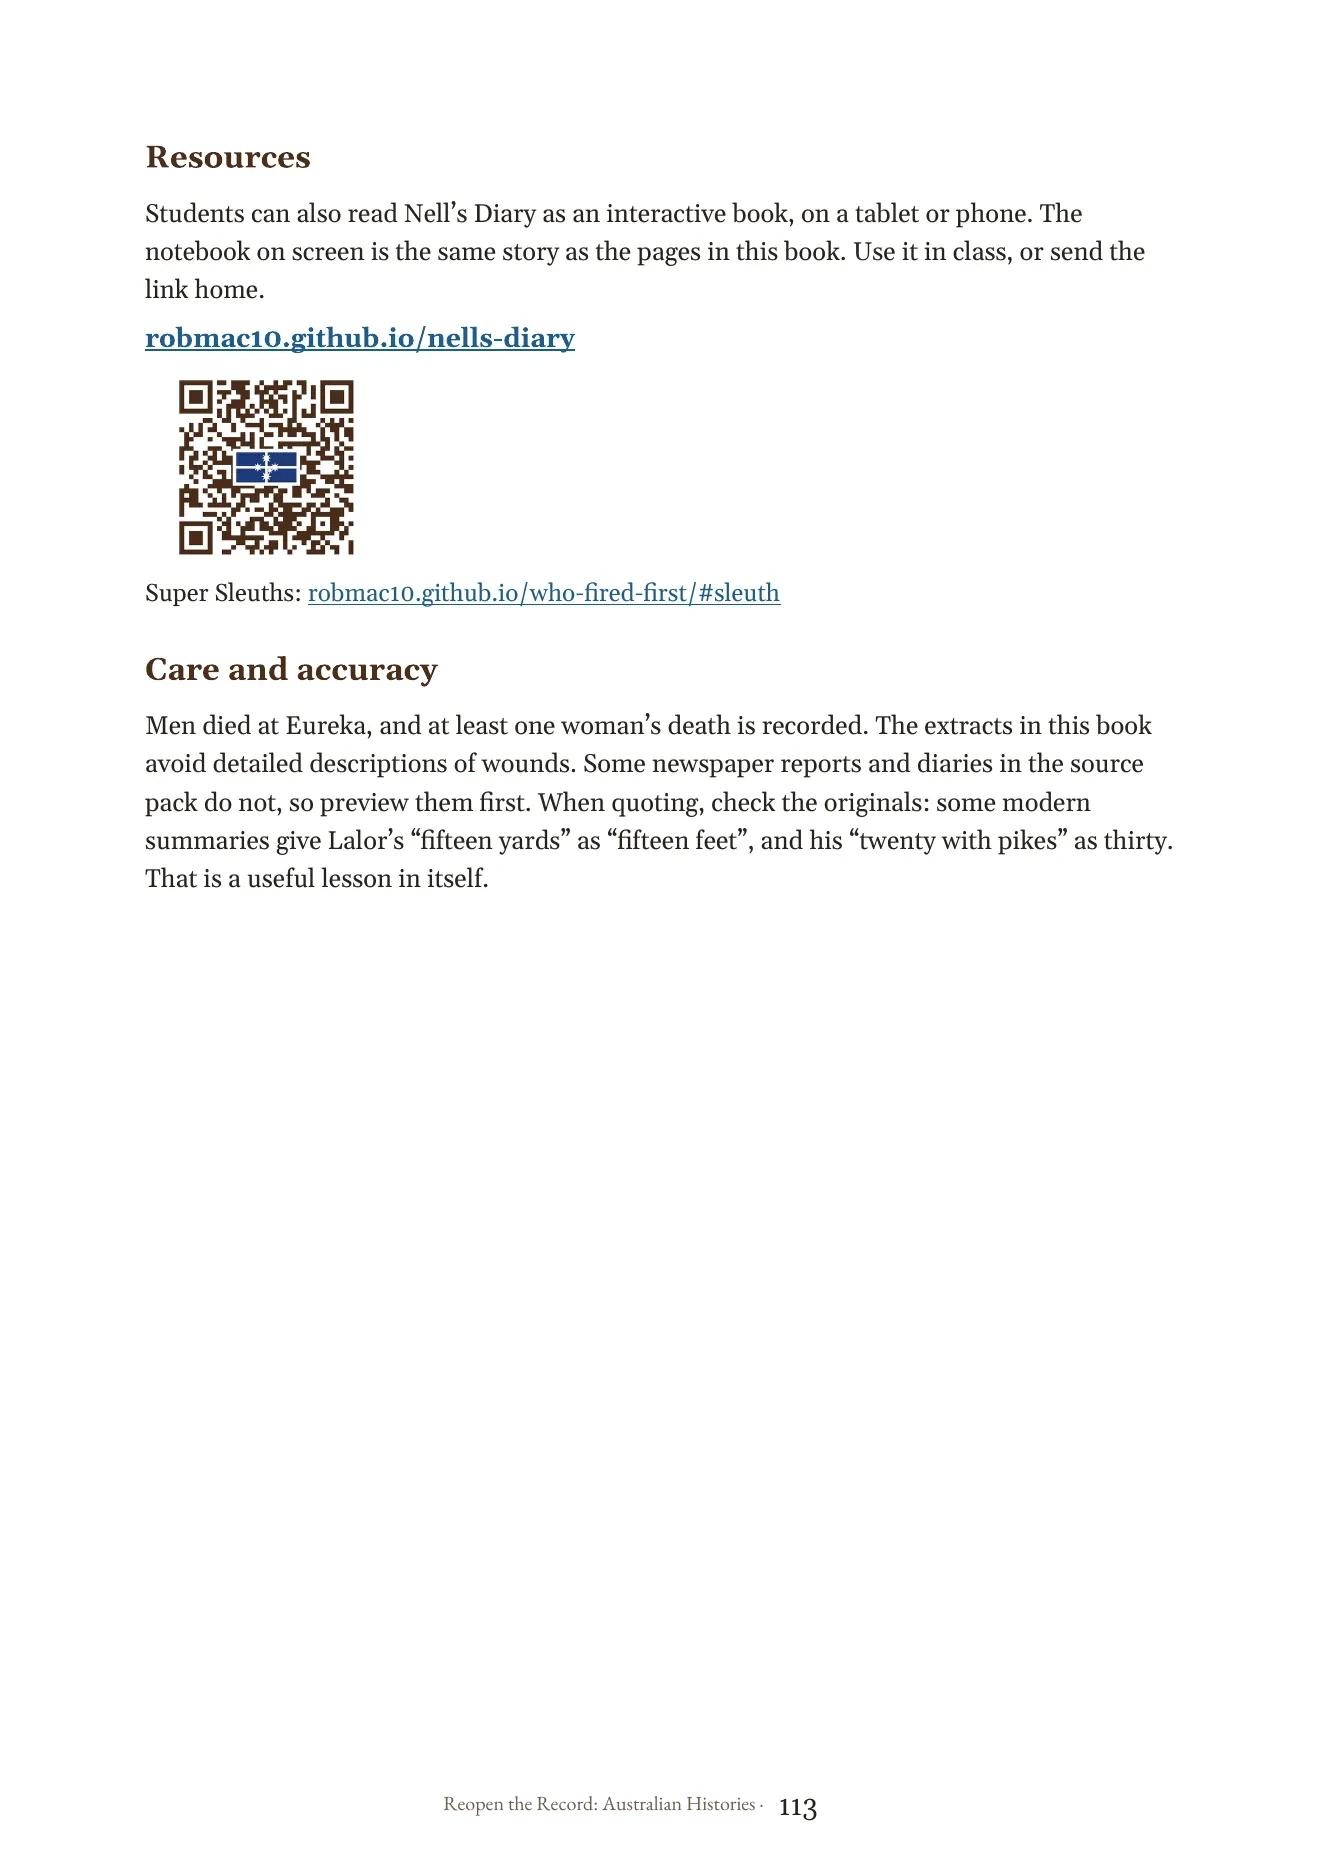 Resources
Students can also read Nell’s Diary as an interactive book, on a tablet or phone. The
notebook on screen is the same story as the pages in this book. Use it in class, or send the
link home.
robmac10.github.io/nells-diary
Super Sleuths: robmac10.github.io/who-fired-first/#sleuth
Care and accuracy
Men died at Eureka, and at least one woman’s death is recorded. The extracts in this book
avoid detailed descriptions of wounds. Some newspaper reports and diaries in the source
pack do not, so preview them first. When quoting, check the originals: some modern
summaries give Lalor’s “fifteen yards” as “fifteen feet”, and his “twenty with pikes” as thirty.
That is a useful lesson in itself.
Reopen the Record: Australian Histories · 113